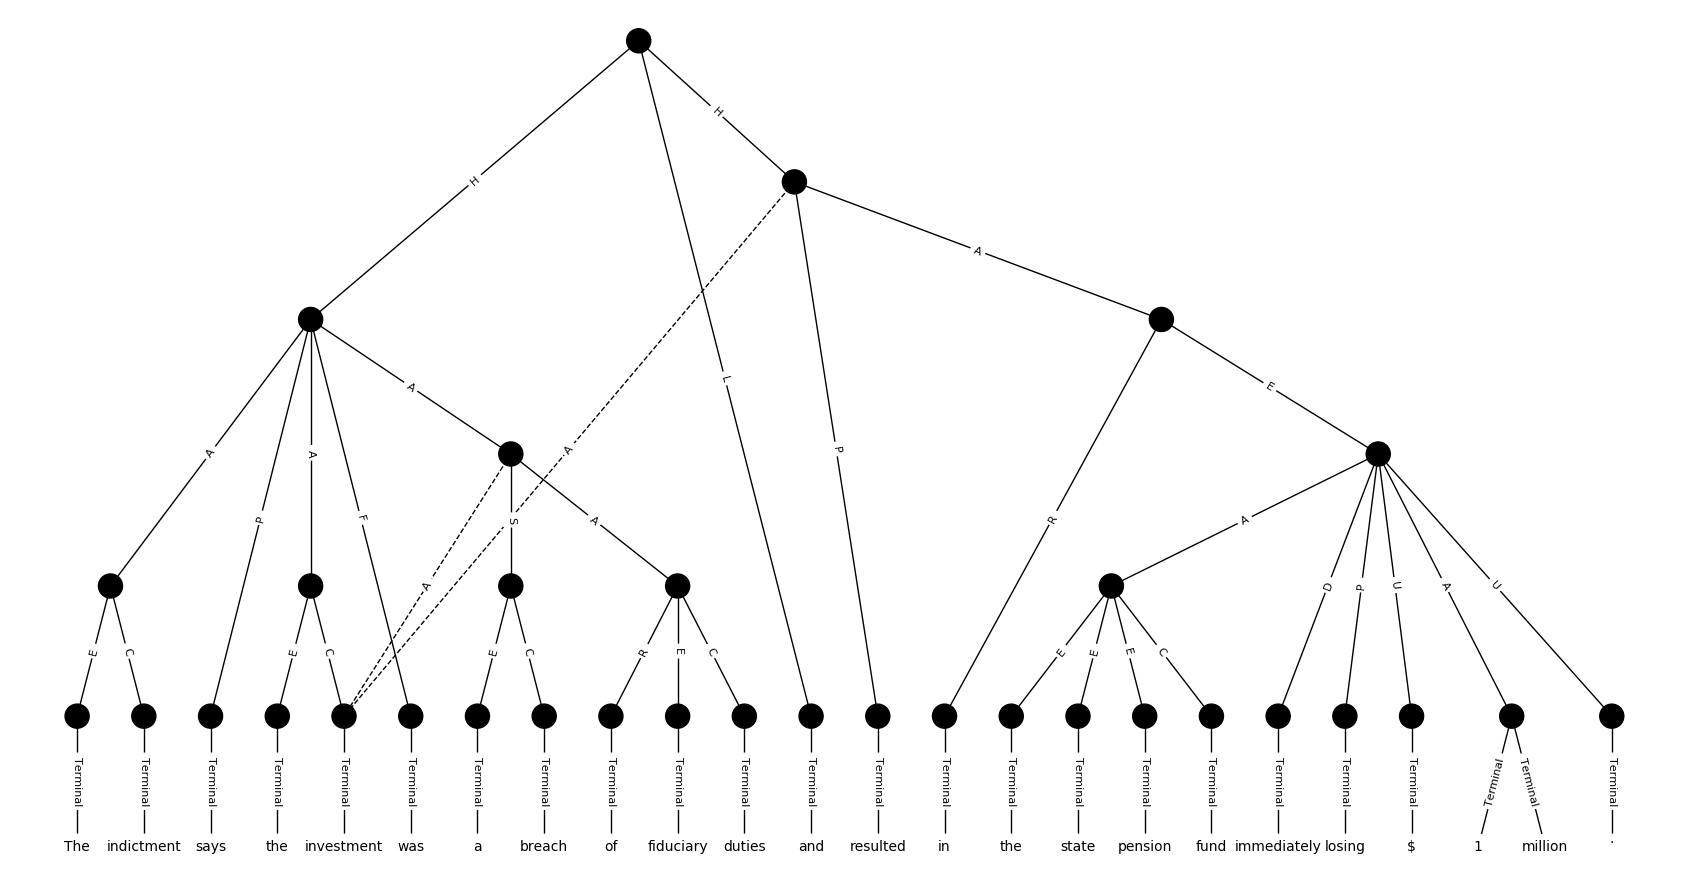 H
H
A
L
A
E
A
A
P
A
F
A
S
A
P
R
A
D
P
U
A
U
E
C
E
C
E
C
R
E
C
E
E
E
C
Terminal Terminal Terminal Terminal Terminal Terminal Terminal Terminal Terminal Terminal Terminal Terminal Terminal Terminal Terminal Terminal Terminal Terminal Terminal Terminal Terminal Terminal Terminal Terminal
The indictment says the investment was a breach of fiduciary duties and resulted in the state pension fund immediately losing $ 1 million .